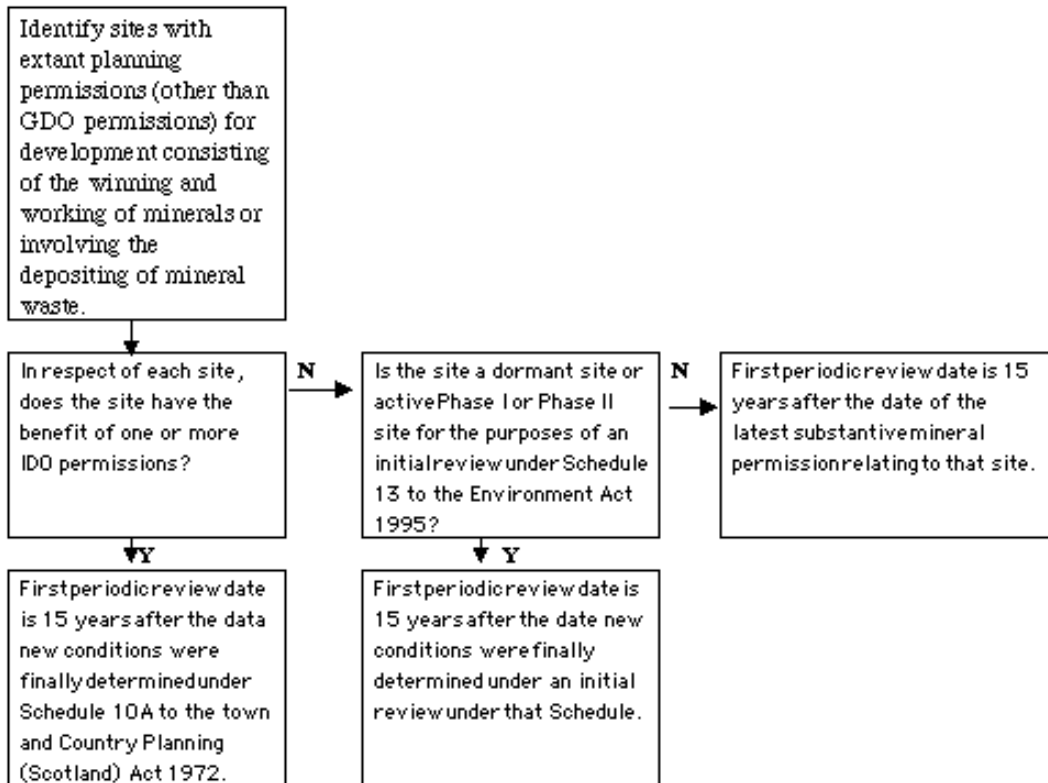 Identify sites with
extant planning
permissions (other than
GDO permissions) for
development consisting
of the winning and
working of minerals or
involving the
depositing of mineral
waste.
In respect of each site,
does the site have the
benefit of one or more
IDO permissions?
N
Is the site a dormant site or
active Phase I or Phase II
site for the purposes of an
initial review under Schedule
13 to the Environment Act
1995?
N
First periodic review date is 15
years after the date of the
latest substantive mineral
permission relating to that site.
Y
First periodic review date
is 15 years after the data
new conditions were
finally determined under
Schedule 10A to the town
and Country Planning
(Scotland) Act 1972.
Y
First periodic review date is
15 years after the date new
conditions were finally
determined under an initial
review under that Schedule.